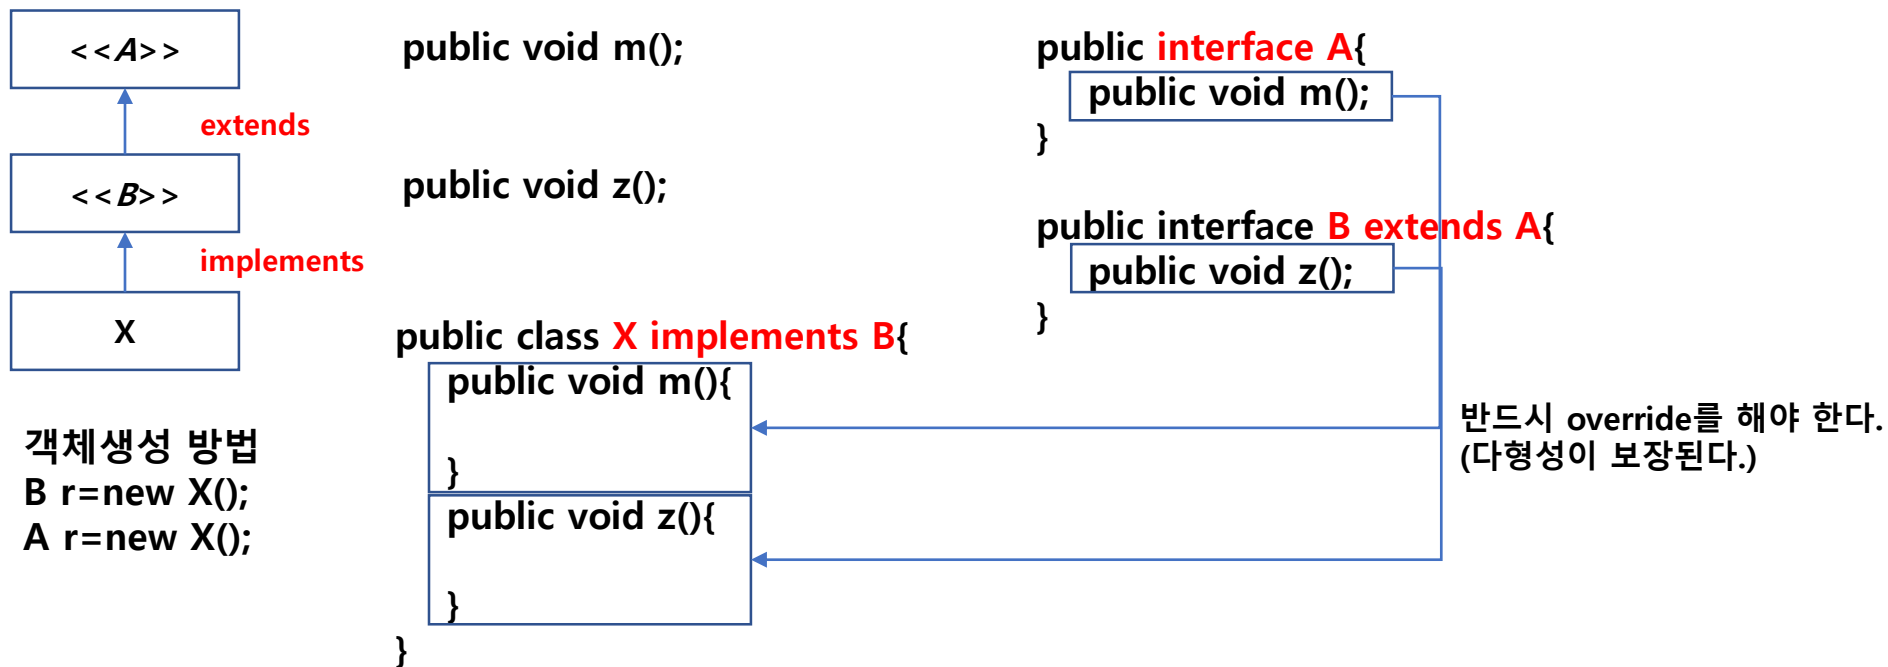 <<A>>
extends
<<B>>
implements
X
객체생성 방법
B r=new X();
A r=new X();
public void m();
public void z();
public class X implements B{
public void m(){
}
public void z(){
}
}
public interface A{
public void m();
}
public interface B extends A{
public void z();
}
반드시 override를 해야 한다.
(다형성이 보장된다.)